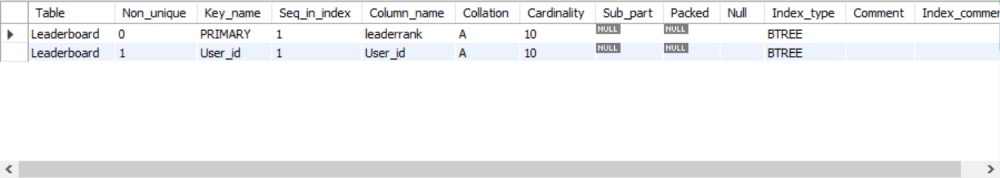 Table Non_unique Key_name Seq_in_index Column_name Collation Cardinality Sub_part Packed Null Index_type Comment
Leaderboard 0 PRIMARY 1 leaderrank A 10 NULL NULL BTREE
Leaderboard 1 User_id 1 User_id A 10 NULL NULL BTREE